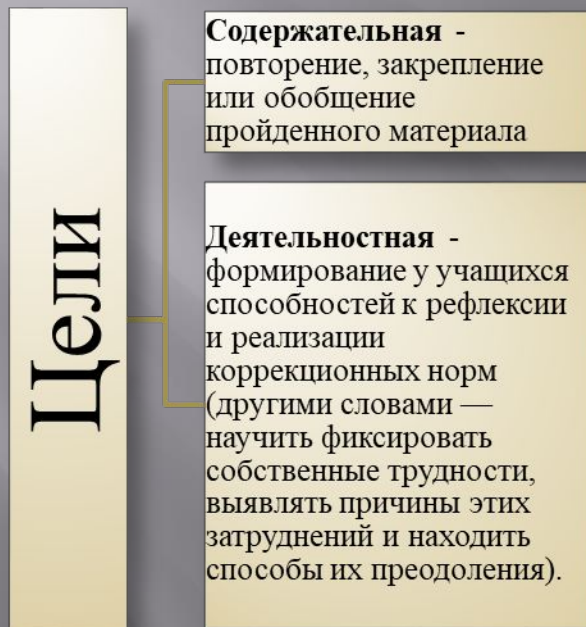 Цели
Содержательная -
повторение, закрепление
или обобщение
пройденного материала
Деятельностная -
формирование у учащихся
способностей к рефлексии
и реализации
коррекционных норм
(другими словами —
научить фиксировать
собственные трудности,
выявлять причины этих
затруднений и находить
способы их преодоления).